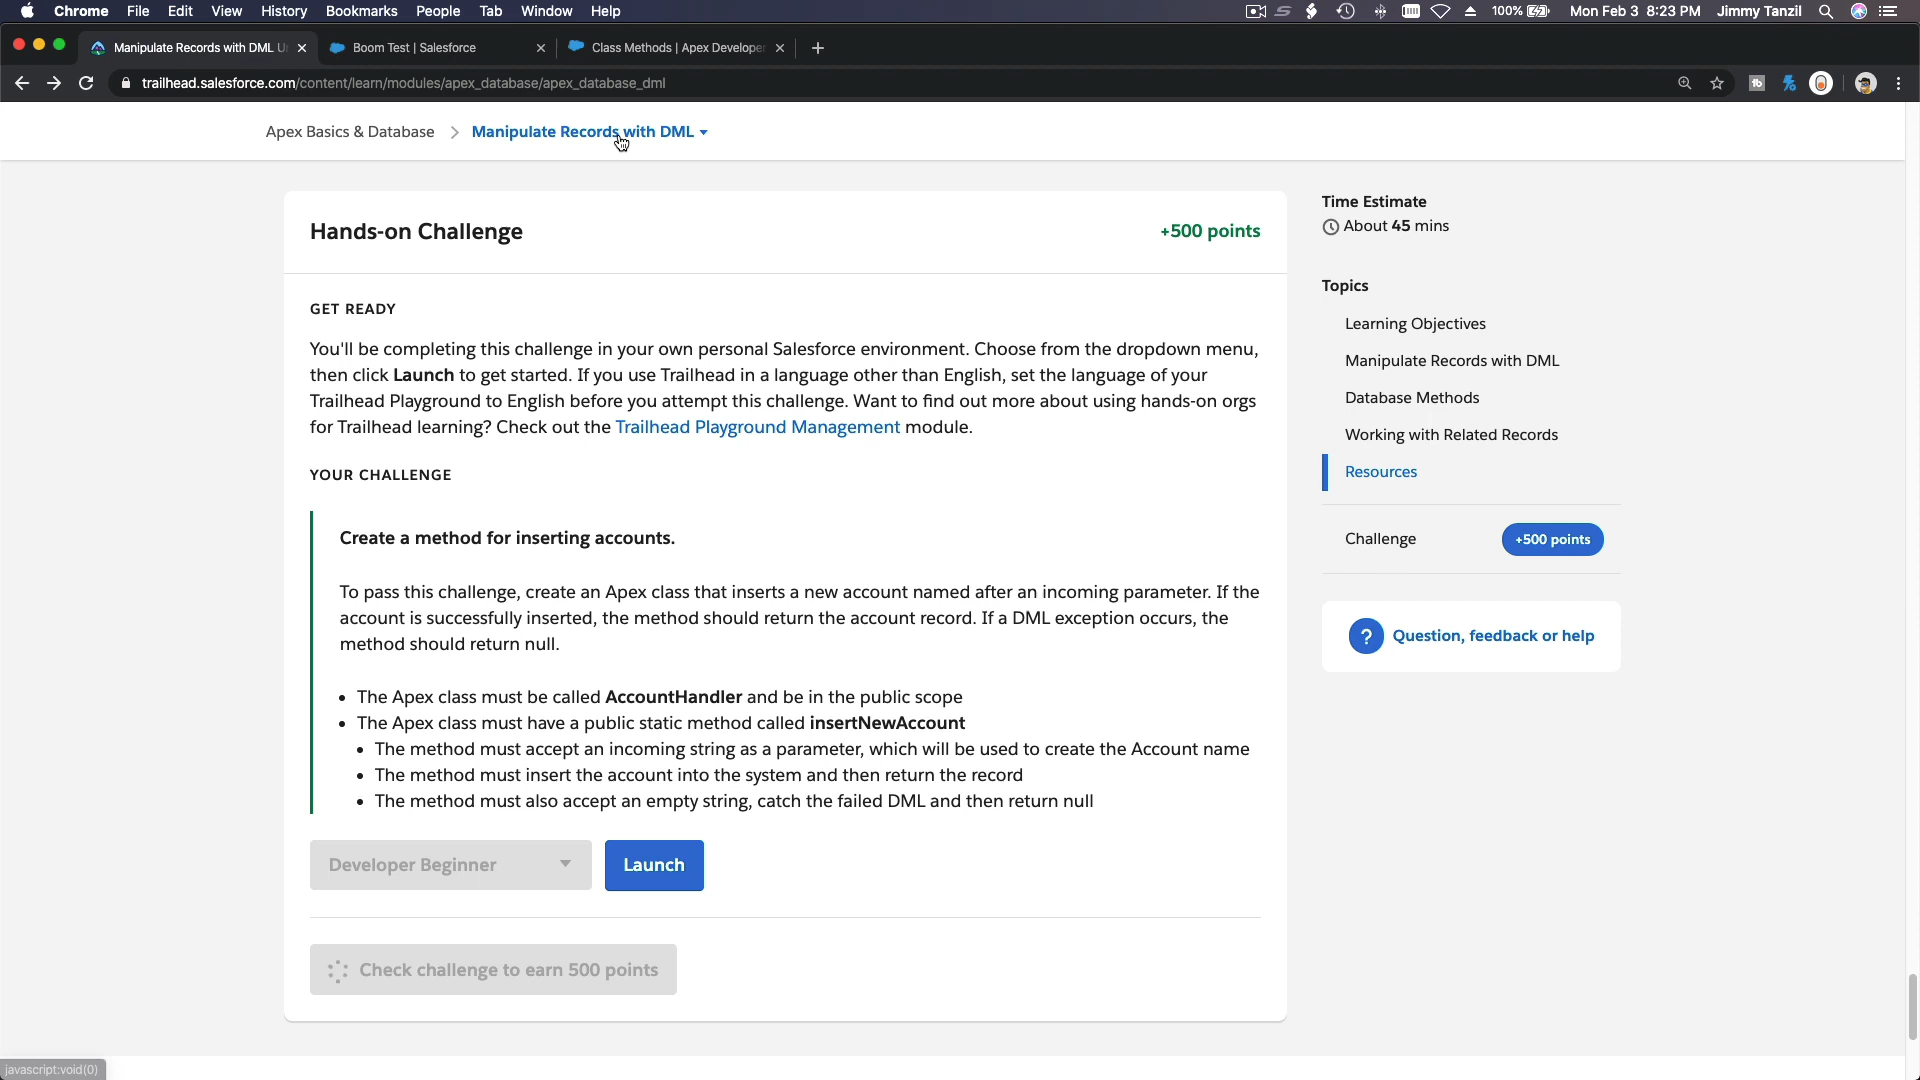 Chrome File Edit View History Bookmarks People Tab Window Help 100% Mon Feb 3 8:23 PM Jimmy Tanzil
Manipulate Records with DML U Boom Test | Salesforce Class Methods | Apex Develope
trailhead.salesforce.com/content/learn/modules/apex_database/apex_database_dml
Apex Basics & Database > Manipulate Records with DML
Hands-on Challenge +500 points
GET READY
You'll be completing this challenge in your own personal Salesforce environment. Choose from the dropdown menu,
then click Launch to get started. If you use Trailhead in a language other than English, set the language of your
Trailhead Playground to English before you attempt this challenge. Want to find out more about using hands-on orgs
for Trailhead learning? Check out the Trailhead Playground Management module.
YOUR CHALLENGE
Create a method for inserting accounts.
To pass this challenge, create an Apex class that inserts a new account named after an incoming parameter. If the
account is successfully inserted, the method should return the account record. If a DML exception occurs, the
method should return null.
• The Apex class must be called AccountHandler and be in the public scope
• The Apex class must have a public static method called insertNewAccount
• The method must accept an incoming string as a parameter, which will be used to create the Account name
• The method must insert the account into the system and then return the record
• The method must also accept an empty string, catch the failed DML and then return null
Developer Beginner Launch
Check challenge to earn 500 points
Time Estimate
About 45 mins
Topics
Learning Objectives
Manipulate Records with DML
Database Methods
Working with Related Records
Resources
Challenge +500 points
? Question, feedback or help
javascript:void(0)